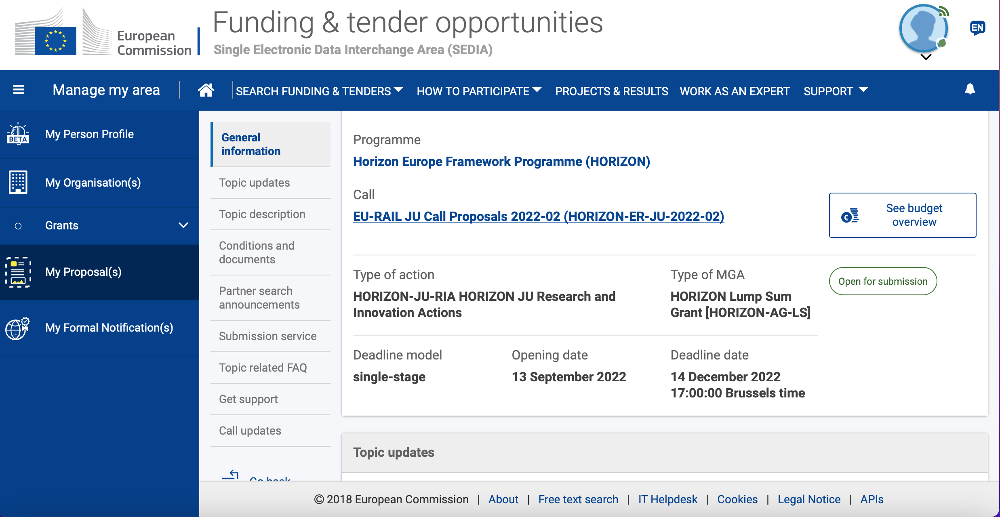 European
Commission
Funding & tender opportunities
Single Electronic Data Interchange Area (SEDIA)
EN
Manage my area
SEARCH FUNDING & TENDERS
HOW TO PARTICIPATE
PROJECTS & RESULTS
WORK AS AN EXPERT
SUPPORT
BETA
My Person Profile
My Organisation(s)
Grants
My Proposal(s)
My Formal Notification(s)
General
information
Topic updates
Topic description
Conditions and
documents
Partner search
announcements
Submission service
Topic related FAQ
Get support
Call updates
Go back
Programme
Horizon Europe Framework Programme (HORIZON)
Call
EU-RAIL JU Call Proposals 2022-02 (HORIZON-ER-JU-2022-02)
See budget
overview
Type of action
HORIZON-JU-RIA HORIZON JU Research and
Innovation Actions
Type of MGA
HORIZON Lump Sum
Grant [HORIZON-AG-LS]
Open for submission
Deadline model
single-stage
Opening date
13 September 2022
Deadline date
14 December 2022
17:00:00 Brussels time
Topic updates
© 2018 European Commission | About | Free text search | IT Helpdesk | Cookies | Legal Notice | APIs